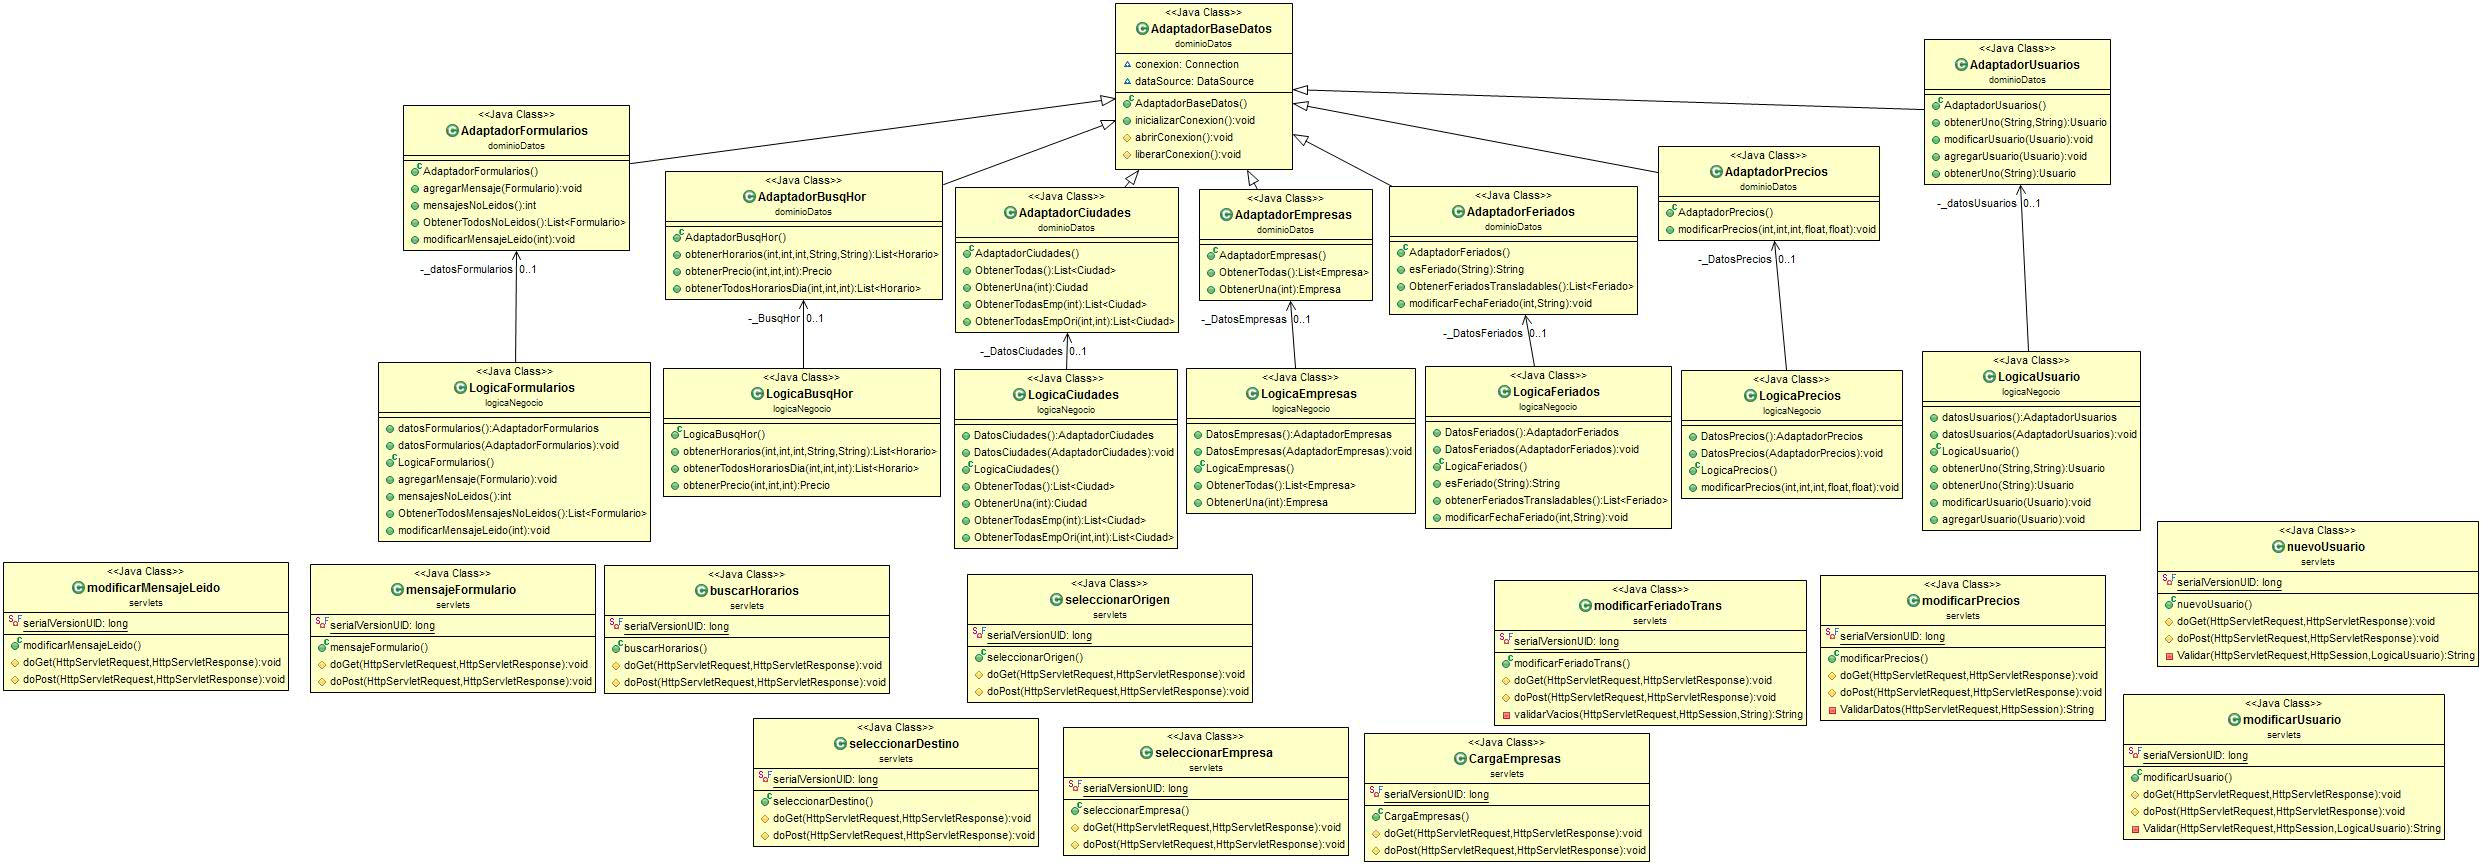 <<Java Class>>
AdaptadorBaseDatos
dominioDatos
conexion: Connection
dataSource: DataSource
AdaptadorBaseDatos()
inicializarConexion():void
abrirConexion():void
liberarConexion():void
<<Java Class>>
AdaptadorUsuarios
dominioDatos
AdaptadorUsuarios()
obtenerUno(String,String):Usuario
modificarUsuario(Usuario):void
agregarUsuario(Usuario):void
obtenerUno(String):Usuario
<<Java Class>>
AdaptadorFormularios
dominioDatos
AdaptadorFormularios()
agregarMensaje(Formulario):void
mensajesNoLeidos():int
ObtenerTodosNoLeidos():List<Formulario>
modificarMensajeLeido(int):void
<<Java Class>>
AdaptadorBusqHor
dominioDatos
AdaptadorBusqHor()
obtenerHorarios(int,int,int,String,String):List<Horario>
obtenerPrecio(int,int,int):Precio
obtenerTodosHorariosDia(int,int,int):List<Horario>
<<Java Class>>
AdaptadorCiudades
dominioDatos
AdaptadorCiudades()
ObtenerTodas():List<Ciudad>
ObtenerUna(int):Ciudad
ObtenerTodasEmp(int):List<Ciudad>
ObtenerTodasEmpOri(int,int):List<Ciudad>
<<Java Class>>
AdaptadorEmpresas
dominioDatos
AdaptadorEmpresas()
ObtenerTodas():List<Empresa>
ObtenerUna(int):Empresa
<<Java Class>>
AdaptadorFeriados
dominioDatos
AdaptadorFeriados()
esFeriado(String):String
ObtenerFeriadosTransladables():List<Feriado>
modificarFechaFeriado(int,String):void
<<Java Class>>
AdaptadorPrecios
dominioDatos
AdaptadorPrecios()
modificarPrecios(int,int,int,float,float):void
-_datosFormularios 0..1
-_BusqHor 0..1
-_DatosCiudades 0..1
-_DatosEmpresas 0..1
-_DatosFeriados 0..1
-_DatosPrecios 0..1
-_datosUsuarios 0..1
<<Java Class>>
LogicaFormularios
logicaNegocio
datosFormularios():AdaptadorFormularios
datosFormularios(AdaptadorFormularios):void
LogicaFormularios()
agregarMensaje(Formulario):void
mensajesNoLeidos():int
ObtenerTodosMensajesNoLeidos():List<Formulario>
modificarMensajeLeido(int):void
<<Java Class>>
LogicaBusqHor
logicaNegocio
LogicaBusqHor()
obtenerHorarios(int,int,int,String,String):List<Horario>
obtenerTodosHorariosDia(int,int,int):List<Horario>
obtenerPrecio(int,int,int):Precio
<<Java Class>>
LogicaCiudades
logicaNegocio
DatosCiudades():AdaptadorCiudades
DatosCiudades(AdaptadorCiudades):void
LogicaCiudades()
ObtenerTodas():List<Ciudad>
ObtenerUna(int):Ciudad
ObtenerTodasEmp(int):List<Ciudad>
ObtenerTodasEmpOri(int,int):List<Ciudad>
<<Java Class>>
LogicaEmpresas
logicaNegocio
DatosEmpresas():AdaptadorEmpresas
DatosEmpresas(AdaptadorEmpresas):void
LogicaEmpresas()
ObtenerTodas():List<Empresa>
ObtenerUna(int):Empresa
<<Java Class>>
LogicaFeriados
logicaNegocio
DatosFeriados():AdaptadorFeriados
DatosFeriados(AdaptadorFeriados):void
LogicaFeriados()
esFeriado(String):String
obtenerFeriadosTransladables():List<Feriado>
modificarFechaFeriado(int,String):void
<<Java Class>>
LogicaPrecios
logicaNegocio
DatosPrecios():AdaptadorPrecios
DatosPrecios(AdaptadorPrecios):void
LogicaPrecios()
modificarPrecios(int,int,int,float,float):void
<<Java Class>>
LogicaUsuario
logicaNegocio
datosUsuarios():AdaptadorUsuarios
datosUsuarios(AdaptadorUsuarios):void
LogicaUsuario()
obtenerUno(String,String):Usuario
obtenerUno(String):Usuario
modificarUsuario(Usuario):void
agregarUsuario(Usuario):void
<<Java Class>>
modificarMensajeLeido
servlets
serialVersionUID: long
modificarMensajeLeido()
doGet(HttpServletRequest,HttpServletResponse):void
doPost(HttpServletRequest,HttpServletResponse):void
<<Java Class>>
mensajeFormulario
servlets
serialVersionUID: long
mensajeFormulario()
doGet(HttpServletRequest,HttpServletResponse):void
doPost(HttpServletRequest,HttpServletResponse):void
<<Java Class>>
buscarHorarios
servlets
serialVersionUID: long
buscarHorarios()
doGet(HttpServletRequest,HttpServletResponse):void
doPost(HttpServletRequest,HttpServletResponse):void
<<Java Class>>
seleccionarOrigen
servlets
serialVersionUID: long
seleccionarOrigen()
doGet(HttpServletRequest,HttpServletResponse):void
doPost(HttpServletRequest,HttpServletResponse):void
<<Java Class>>
modificarFeriadoTrans
servlets
serialVersionUID: long
modificarFeriadoTrans()
doGet(HttpServletRequest,HttpServletResponse):void
doPost(HttpServletRequest,HttpServletResponse):void
validarVacios(HttpServletRequest,HttpSession,String):String
<<Java Class>>
modificarPrecios
servlets
serialVersionUID: long
modificarPrecios()
doGet(HttpServletRequest,HttpServletResponse):void
doPost(HttpServletRequest,HttpServletResponse):void
ValidarDatos(HttpServletRequest,HttpSession):String
<<Java Class>>
nuevoUsuario
servlets
serialVersionUID: long
nuevoUsuario()
doGet(HttpServletRequest,HttpServletResponse):void
doPost(HttpServletRequest,HttpServletResponse):void
Validar(HttpServletRequest,HttpSession,LogicaUsuario):String
<<Java Class>>
seleccionarDestino
servlets
serialVersionUID: long
seleccionarDestino()
doGet(HttpServletRequest,HttpServletResponse):void
doPost(HttpServletRequest,HttpServletResponse):void
<<Java Class>>
seleccionarEmpresa
servlets
serialVersionUID: long
seleccionarEmpresa()
doGet(HttpServletRequest,HttpServletResponse):void
doPost(HttpServletRequest,HttpServletResponse):void
<<Java Class>>
CargaEmpresas
servlets
serialVersionUID: long
CargaEmpresas()
doGet(HttpServletRequest,HttpServletResponse):void
doPost(HttpServletRequest,HttpServletResponse):void
<<Java Class>>
modificarUsuario
servlets
serialVersionUID: long
modificarUsuario()
doGet(HttpServletRequest,HttpServletResponse):void
doPost(HttpServletRequest,HttpServletResponse):void
Validar(HttpServletRequest,HttpSession,LogicaUsuario):String